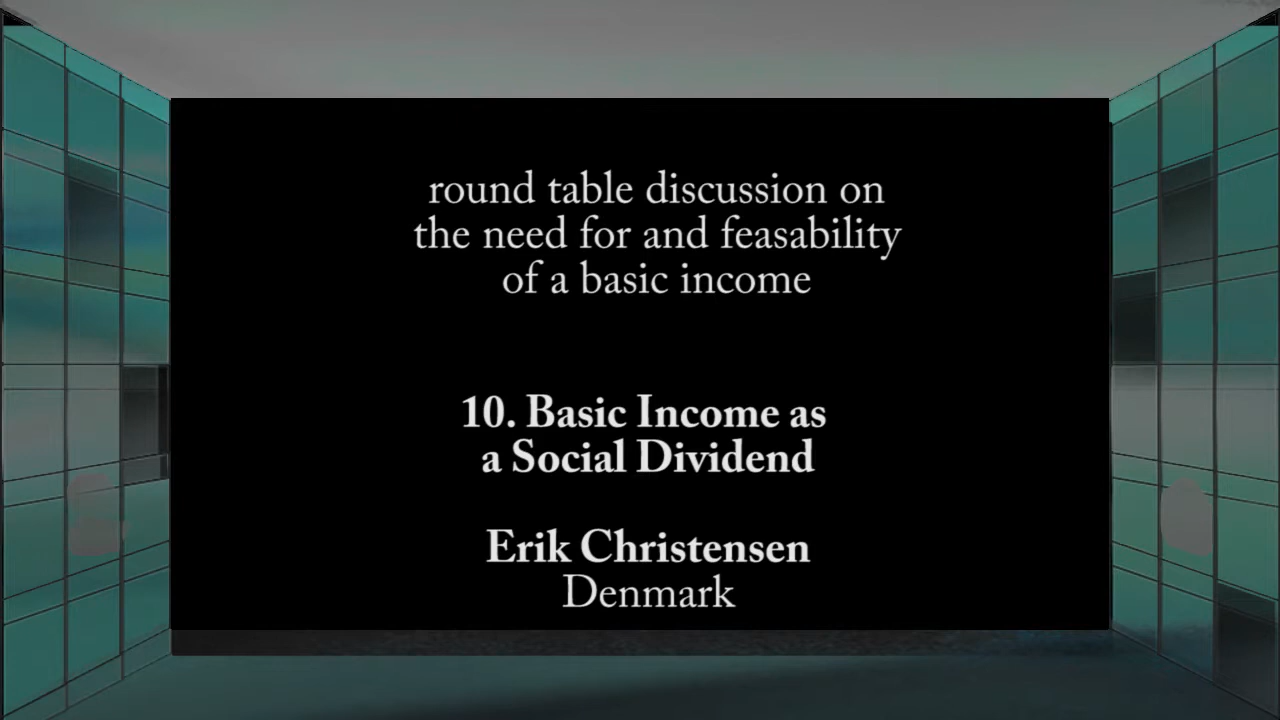 round table discussion on
the need for and feasability
of a basic income
10. Basic Income as
a Social Dividend
Erik Christensen
Denmark